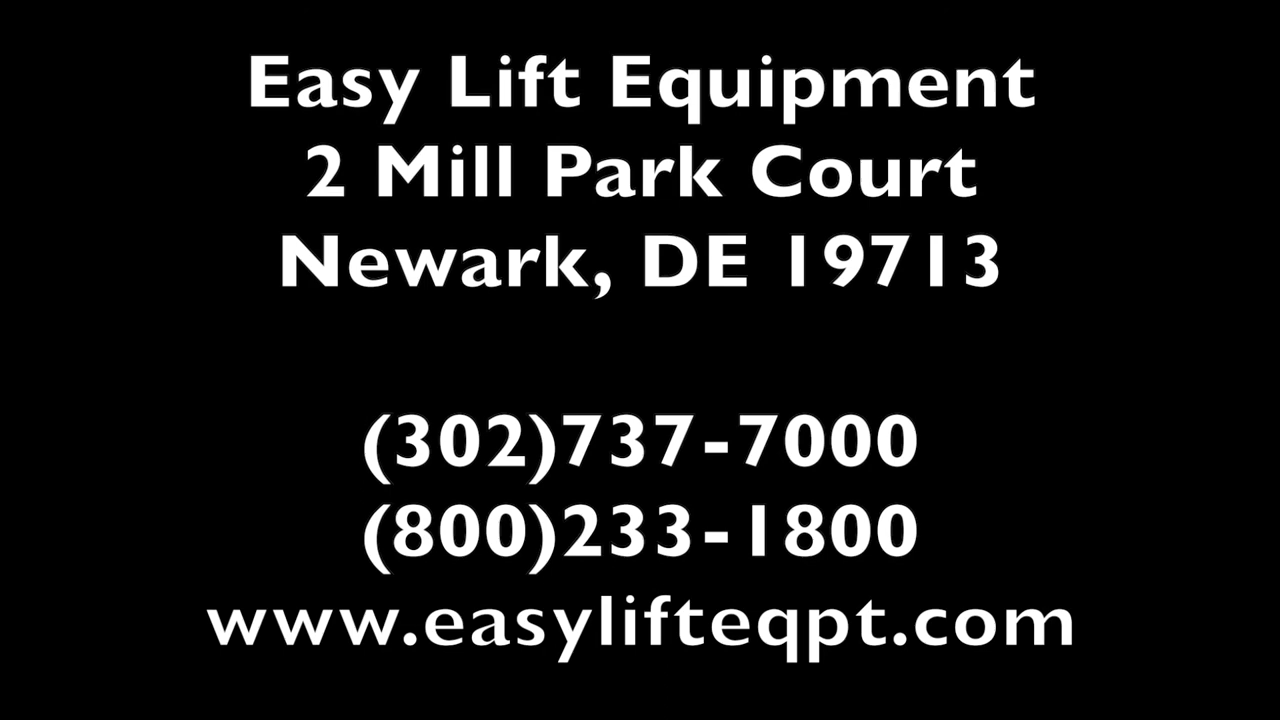 Easy Lift Equipment
2 Mill Park Court
Newark, DE 19713
(302)737-7000
(800)233-1800
www.easylifteqpt.com